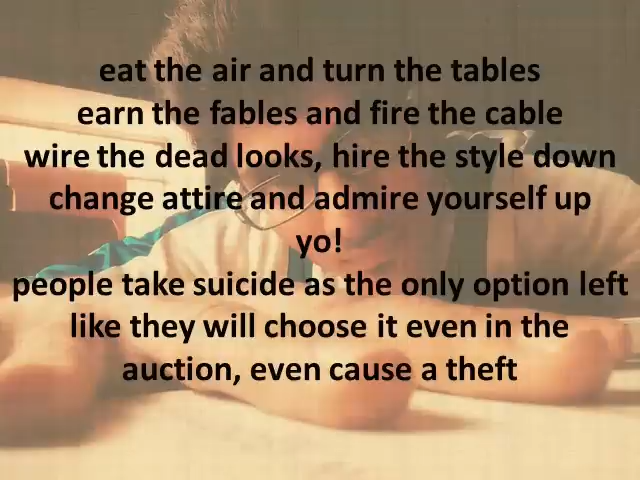 eat the air and turn the tables
earn the fables and fire the cable
wire the dead looks, hire the style down
change attire and admire yourself up
yo!
people take suicide as the only option left
like they will choose it even in the
auction, even cause a theft